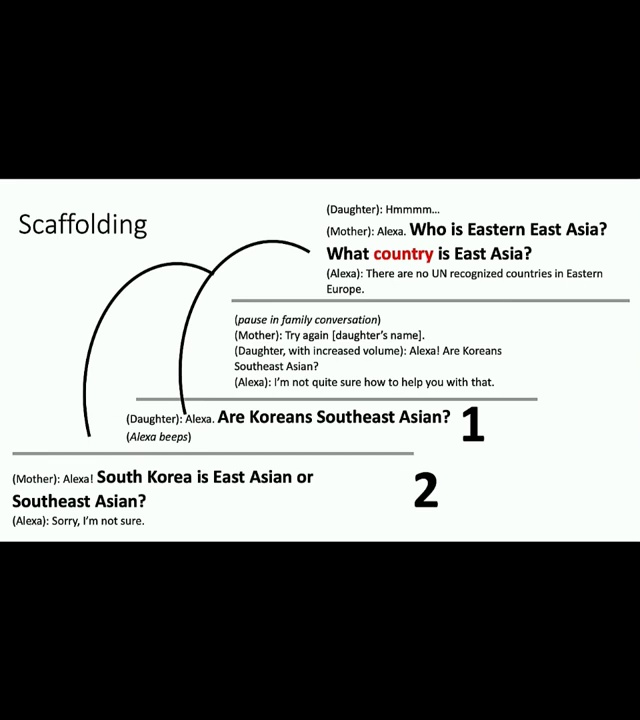 Scaffolding
(Daughter): Hmmmm...
(Mother): Alexa. Who is Eastern East Asia?
What country is East Asia?
(Alexa): There are no UN recognized countries in Eastern
Europe.
(pause in family conversation)
(Mother): Try again [daughter's name].
(Daughter, with increased volume): Alexa! Are Koreans
Southeast Asian?
(Alexa): I'm not quite sure how to help you with that.
(Daughter): Alexa. Are Koreans Southeast Asian? 1
(Alexa beeps)
(Mother): Alexa! South Korea is East Asian or
Southeast Asian?
2
(Alexa): Sorry, I'm not sure.